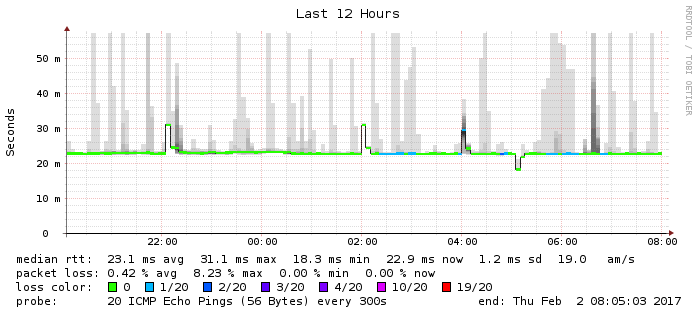 Last 12 Hours
RRDTOOL / TOBI OETIKER
Seconds
50 m
40 m
30 m
20 m
10 m
0
22:00 00:00 02:00 04:00 06:00 08:00
median rtt: 23.1 ms avg 31.1 ms max 18.3 ms min 22.9 ms now 1.2 ms sd 19.0 am/s
packet loss: 0.42 % avg 8.23 % max 0.00 % min 0.00 % now
loss color: 0 1/20 2/20 3/20 4/20 10/20 19/20
probe: 20 ICMP Echo Pings (56 Bytes) every 300s end: Thu Feb 2 08:05:03 2017